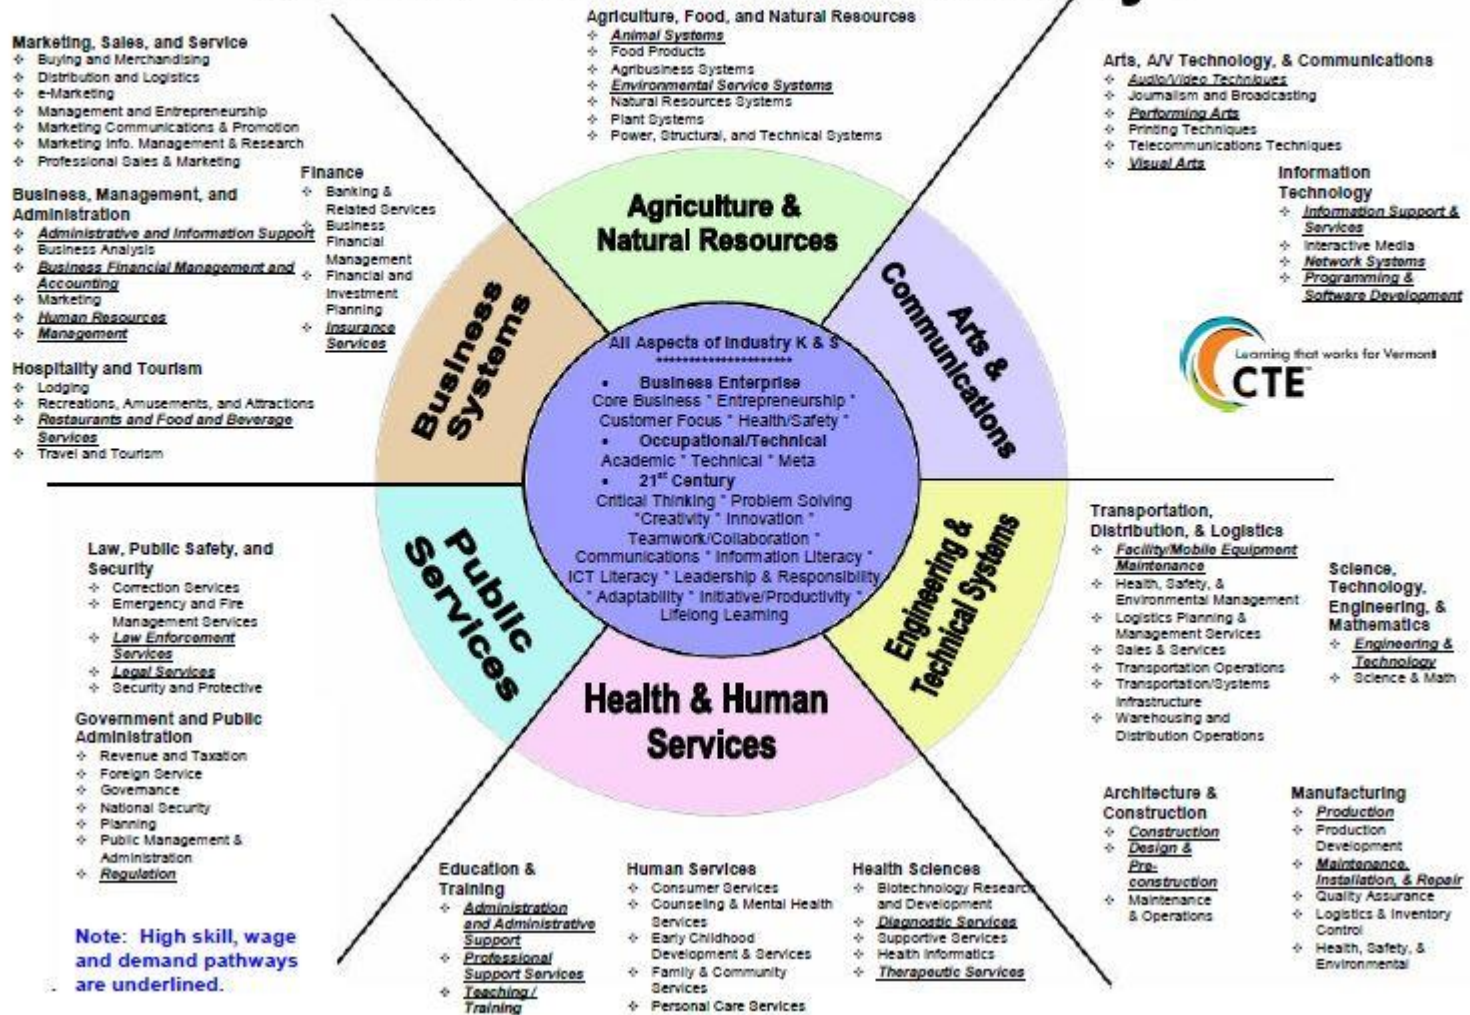 Agriculture, Food, and Natural Resources
Animal Systems
Food Products
Agribusiness Systems
Environmental Service Systems
Natural Resources Systems
Plant Systems
Power, Structural, and Technical Systems
Marketing, Sales, and Service
Buying and Merchandising
Distribution and Logistics
e-Marketing
Management and Entrepreneurship
Marketing Communications & Promotion
Marketing Info. Management & Research
Professional Sales & Marketing
Business, Management, and
Administration
Administrative and Information Support
Business Analysis
Business Financial Management and
Accounting
Marketing
Human Resources
Management
Hospitality and Tourism
Lodging
Recreations, Amusements, and Attractions
Restaurants and Food and Beverage
Services
Travel and Tourism
Finance
Banking &
Related Services
Business
Financial
Management
Financial and
Investment
Planning
Insurance
Services
Arts, A/V Technology, & Communications
Audio/Video Techniques
Journalism and Broadcasting
Performing Arts
Printing Techniques
Telecommunications Techniques
Visual Arts
Information
Technology
Information Support &
Services
Interactive Media
Network Systems
Programming &
Software Development
Learning that works for Vermont
CTE™
Agriculture &
Natural Resources
Business
Systems
Arts &
Communications
Public
Services
Engineering &
Technical Systems
Health & Human
Services
All Aspects of Industry K & S
**********************
• Business Enterprise
Core Business * Entrepreneurship *
Customer Focus * Health/Safety *
• Occupational/Technical
Academic * Technical * Meta
• 21st Century
Critical Thinking * Problem Solving
*Creativity * Innovation *
Teamwork/Collaboration *
Communications * Information Literacy *
ICT Literacy * Leadership & Responsibility
* Adaptability * Initiative/Productivity *
Lifelong Learning
Law, Public Safety, and
Security
Correction Services
Emergency and Fire
Management Services
Law Enforcement
Services
Legal Services
Security and Protective
Government and Public
Administration
Revenue and Taxation
Foreign Service
Governance
National Security
Planning
Public Management &
Administration
Regulation
Note: High skill, wage
and demand pathways
are underlined.
Education &
Training
Administration
and Administrative
Support
Professional
Support Services
Teaching /
Training
Human Services
Consumer Services
Counseling & Mental Health
Services
Early Childhood
Development & Services
Family & Community
Services
Personal Care Services
Health Sciences
Biotechnology Research
and Development
Diagnostic Services
Supportive Services
Health Informatics
Therapeutic Services
Transportation,
Distribution, & Logistics
Facility/Mobile Equipment
Maintenance
Health, Safety, &
Environmental Management
Logistics Planning &
Management Services
Sales & Services
Transportation Operations
Transportation/Systems
Infrastructure
Warehousing and
Distribution Operations
Science,
Technology,
Engineering, &
Mathematics
Engineering &
Technology
Science & Math
Architecture &
Construction
Construction
Design &
Pre-
construction
Maintenance
& Operations
Manufacturing
Production
Production
Development
Maintenance,
Installation, & Repair
Quality Assurance
Logistics & Inventory
Control
Health, Safety, &
Environmental